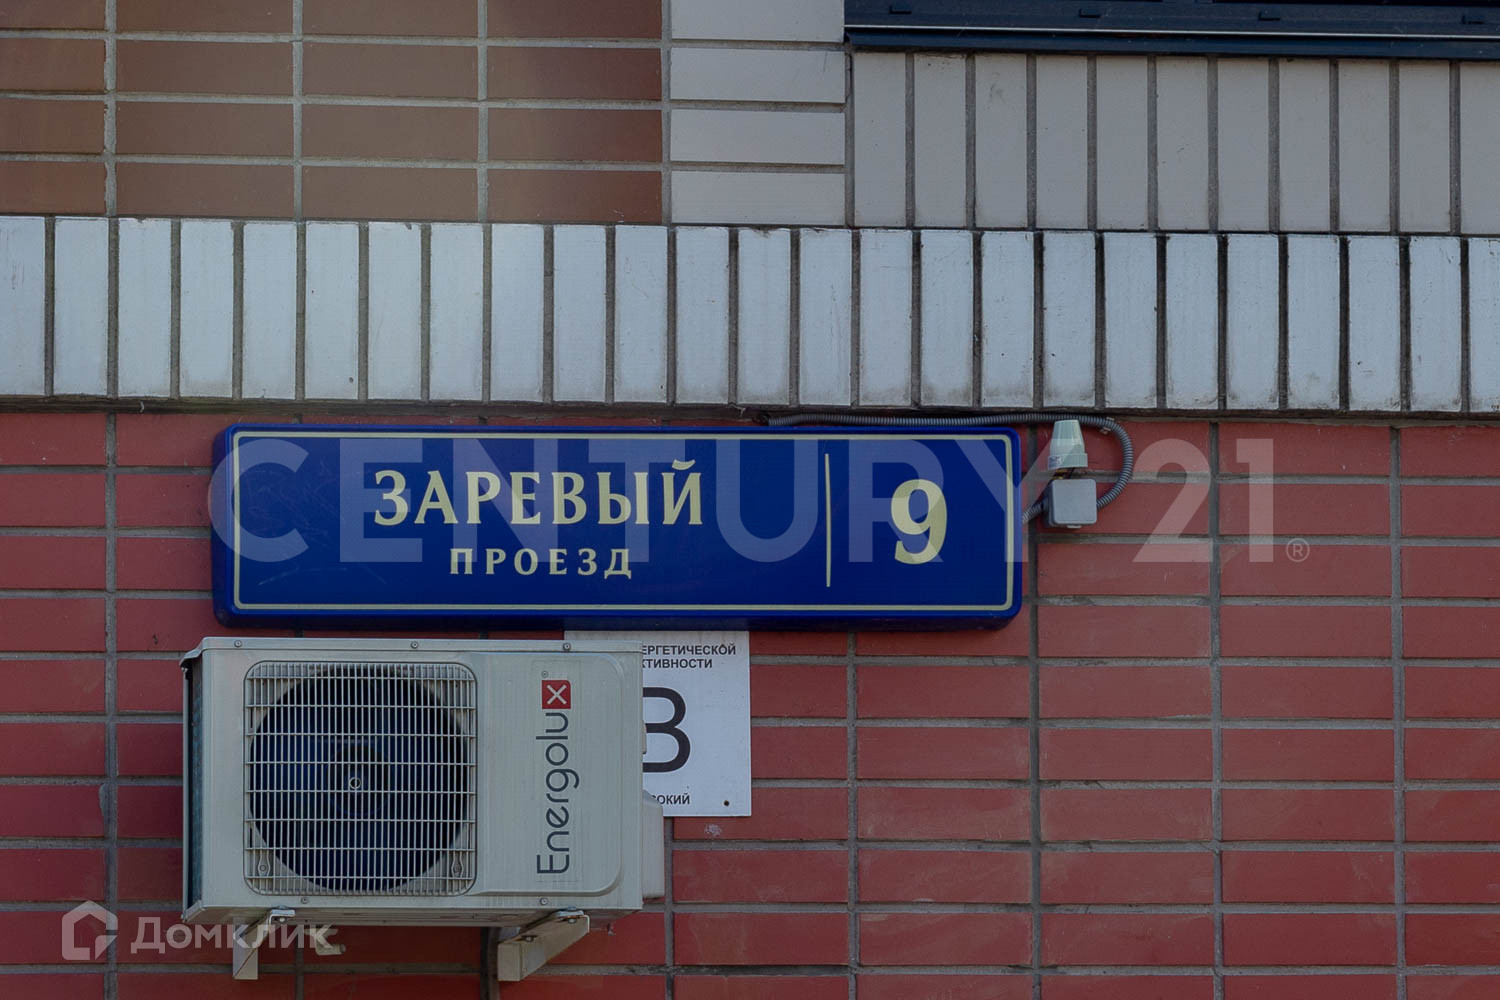 ЗАРЕВЫЙ
ПРОЕЗД
9
CENTURY 21®
B
Energolux®
Домклик